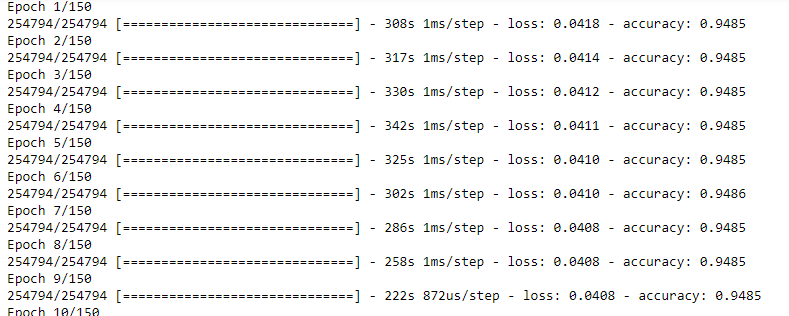 Epoch 1/150
254794/254794 [==============================] - 308s 1ms/step - loss: 0.0418 - accuracy: 0.9485
Epoch 2/150
254794/254794 [==============================] - 317s 1ms/step - loss: 0.0414 - accuracy: 0.9485
Epoch 3/150
254794/254794 [==============================] - 330s 1ms/step - loss: 0.0412 - accuracy: 0.9485
Epoch 4/150
254794/254794 [==============================] - 342s 1ms/step - loss: 0.0411 - accuracy: 0.9485
Epoch 5/150
254794/254794 [==============================] - 325s 1ms/step - loss: 0.0410 - accuracy: 0.9485
Epoch 6/150
254794/254794 [==============================] - 302s 1ms/step - loss: 0.0410 - accuracy: 0.9486
Epoch 7/150
254794/254794 [==============================] - 286s 1ms/step - loss: 0.0408 - accuracy: 0.9485
Epoch 8/150
254794/254794 [==============================] - 258s 1ms/step - loss: 0.0408 - accuracy: 0.9485
Epoch 9/150
254794/254794 [==============================] - 222s 872us/step - loss: 0.0408 - accuracy: 0.9485
Epoch 10/150